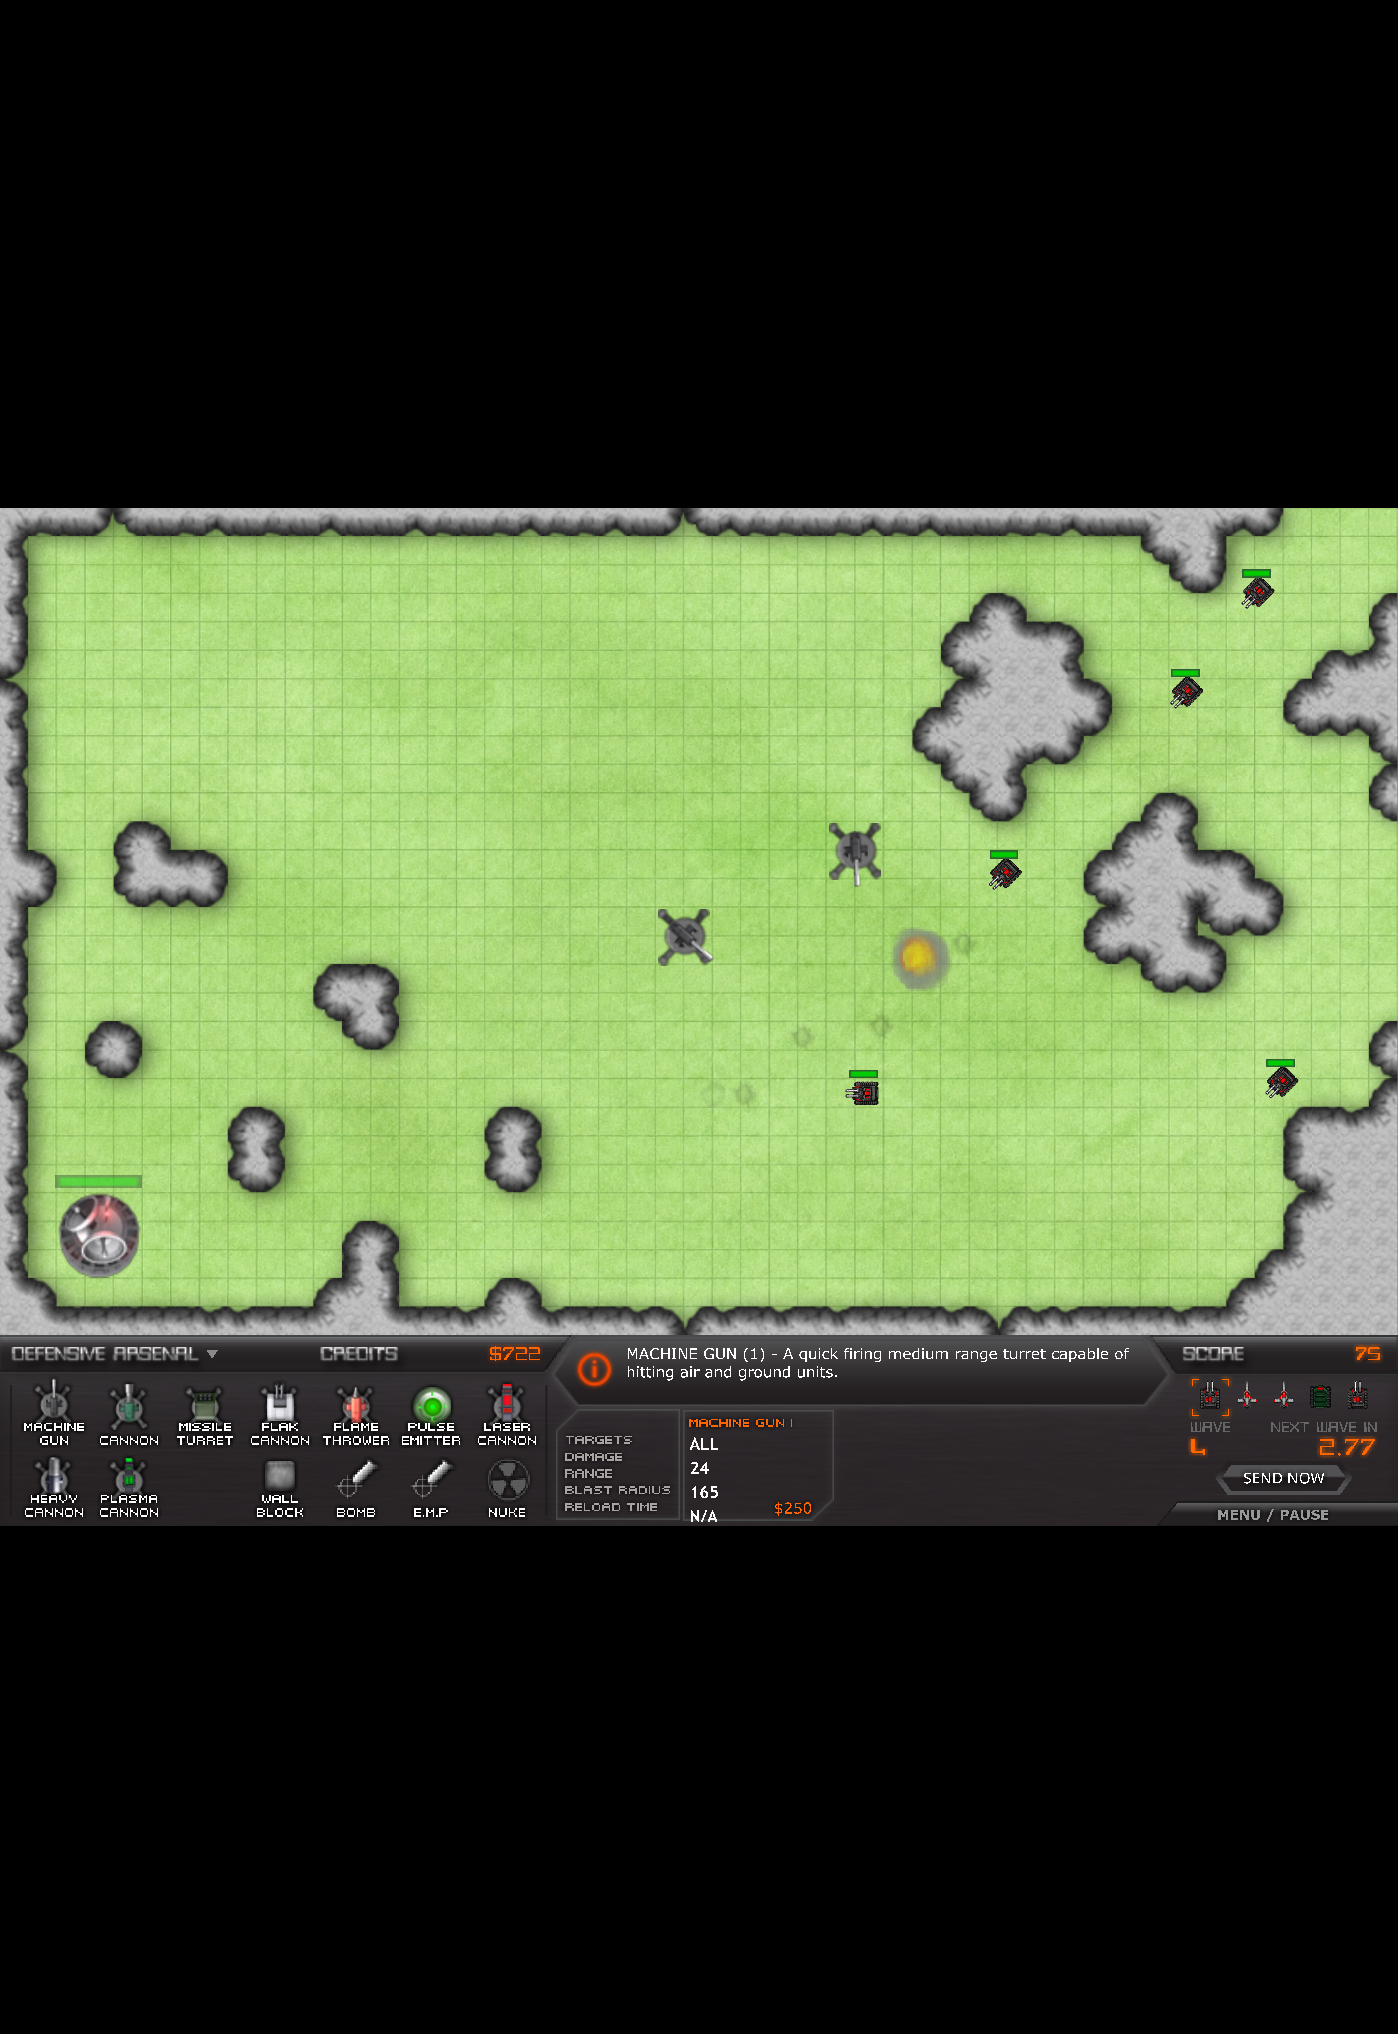 DEFENSIVE ARSENAL
CREDITS
$722
MACHINE GUN (1) - A quick firing medium range turret capable of
hitting air and ground units.
SCORE
75
MACHINE
GUN
CANNON
MISSILE
TURRET
FLAK
CANNON
FLAME
THROWER
PULSE
EMITTER
LASER
CANNON
HEAVY
CANNON
PLASMA
CANNON
WALL
BLOCK
BOMB
E.M.P
NUKE
TARGETS
DAMAGE
RANGE
BLAST RADIUS
RELOAD TIME
MACHINE GUN 1
ALL
24
165
N/A
$250
WAVE
4
NEXT WAVE IN
2.77
SEND NOW
MENU / PAUSE